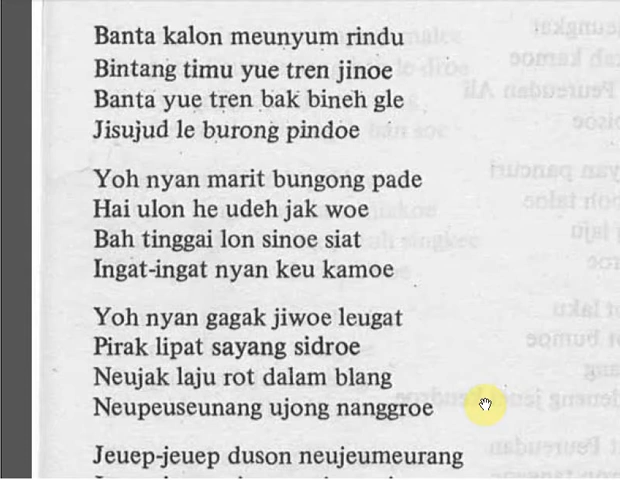 Banta kalon meunyum rindu
Bintang timu yue tren jinoe
Banta yue tren bak bineh gle
Jisujud le burong pindoe
Yoh nyan marit bungong pade
Hai ulon he udeh jak woe
Bah tinggai lon sinoe siat
Ingat-ingat nyan keu kamoe
Yoh nyan gagak jiwoe leugat
Pirak lipat sayang sidroe
Neujak laju rot dalam blang
Neupeuseunang ujong nanggroe
Jeuep-jeuep duson neujeumeurang